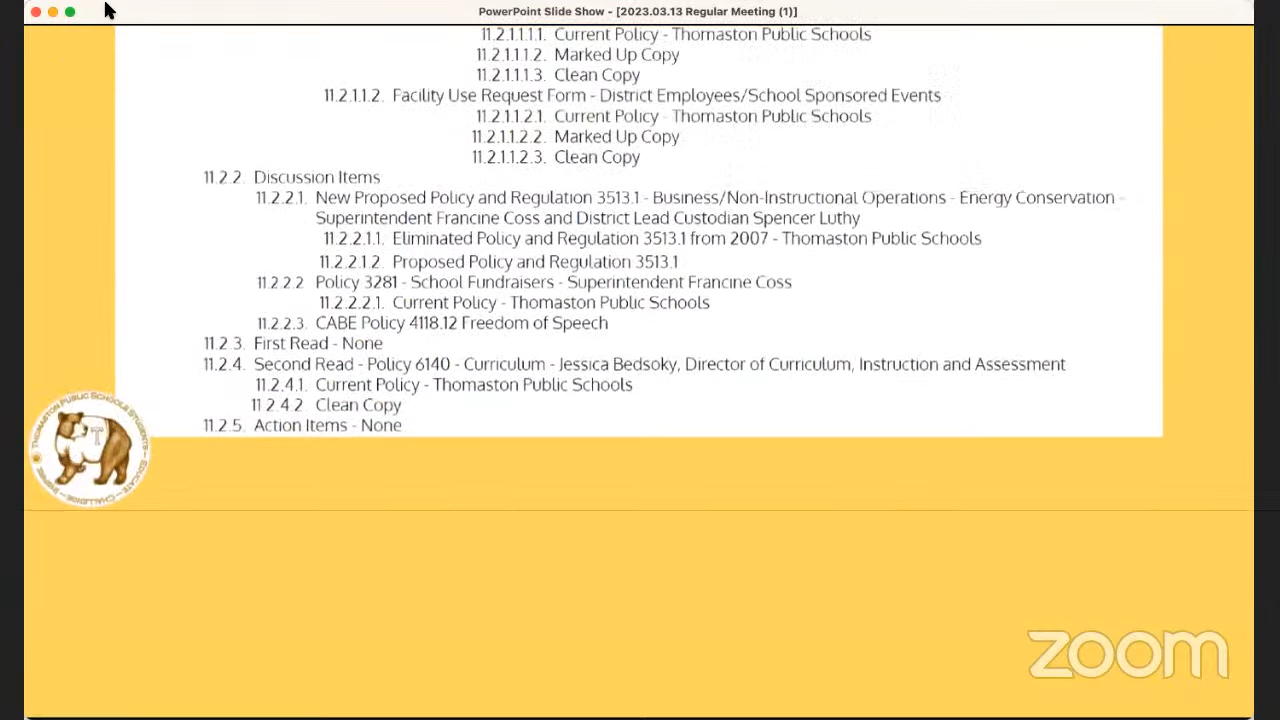 PowerPoint Slide Show - [2023.03.13 Regular Meeting (1)]
11.2.1.1.1.1. Current Policy - Thomaston Public Schools
11.2.1.1.1.2. Marked Up Copy
11.2.1.1.1.3. Clean Copy
11.2.1.1.2. Facility Use Request Form - District Employees/School Sponsored Events
11.2.1.1.2.1. Current Policy - Thomaston Public Schools
11.2.1.1.2.2. Marked Up Copy
11.2.1.1.2.3. Clean Copy
11.2.2. Discussion Items
11.2.2.1. New Proposed Policy and Regulation 3513.1 - Business/Non-Instructional Operations - Energy Conservation -
Superintendent Francine Coss and District Lead Custodian Spencer Luthy
11.2.2.1.1. Eliminated Policy and Regulation 3513.1 from 2007 - Thomaston Public Schools
11.2.2.1.2. Proposed Policy and Regulation 3513.1
11.2.2.2 Policy 3281 - School Fundraisers - Superintendent Francine Coss
11.2.2.2.1. Current Policy - Thomaston Public Schools
11.2.2.3. CABE Policy 4118.12 Freedom of Speech
11.2.3. First Read - None
11.2.4. Second Read - Policy 6140 - Curriculum - Jessica Bedsoky, Director of Curriculum, Instruction and Assessment
11.2.4.1. Current Policy - Thomaston Public Schools
11.2.4.2 Clean Copy
11.2.5. Action Items - None
THOMASTON PUBLIC SCHOOLS STUDENTS - EDUCATE - CHALLENGE - INSPIRE
T
zoom